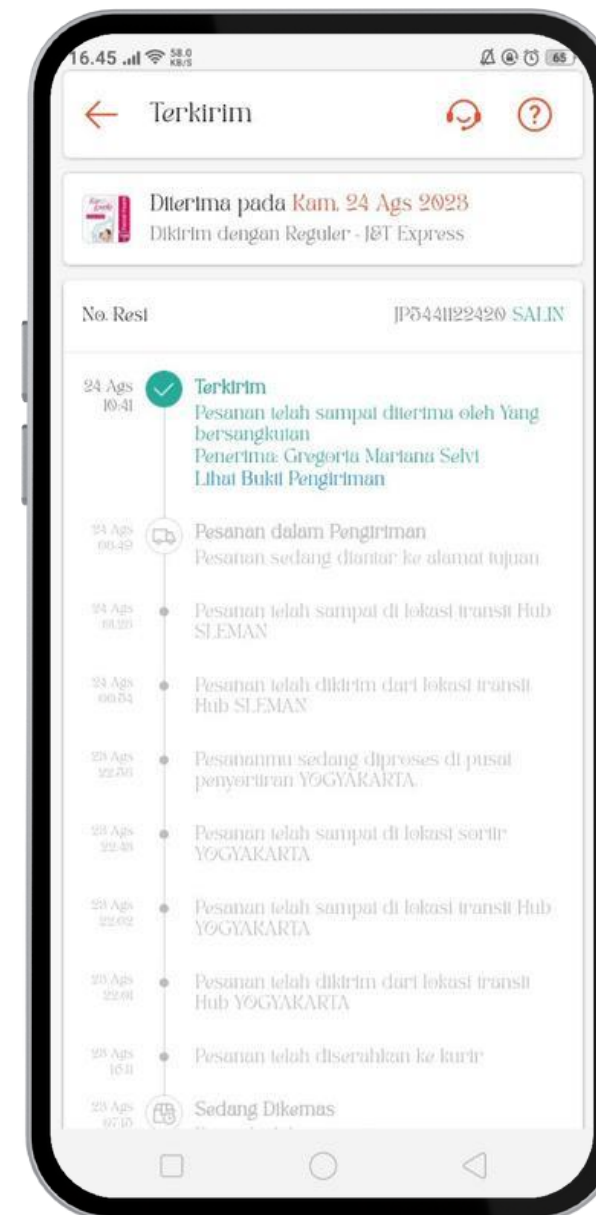 16.45
58.0
KB/S
65
Terkirim
Diterima pada Kam, 24 Ags 2023
Dikirim dengan Reguler - J&T Express
No. Resi
JP5441122420 SALIN
24 Ags
10:41
Terkirim
Pesanan telah sampai diterima oleh Yang
bersangkutan
Penerima: Gregoria Mariana Selvi
Lihat Bukti Pengiriman
24 Ags
Pesanan dalam Pengiriman
Pesanan sedang diantar ke alamat tujuan
24 Ags
Pesanan telah sampai di lokasi transit Hub
SLEMAN
24 Ags
Pesanan telah dikirim dari lokasi transit
Hub SLEMAN
23 Ags
Pesananmu sedang diproses di pusat
penyortiran YOGYAKARTA.
23 Ags
22:48
Pesanan telah sampai di lokasi sortir
YOGYAKARTA
23 Ags
22:02
Pesanan telah sampai di lokasi transit Hub
YOGYAKARTA
23 Ags
22:01
Pesanan telah dikirim dari lokasi transit
Hub YOGYAKARTA
23 Ags
Pesanan telah diserahkan ke kurir
23 Ags
Sedang Dikemas